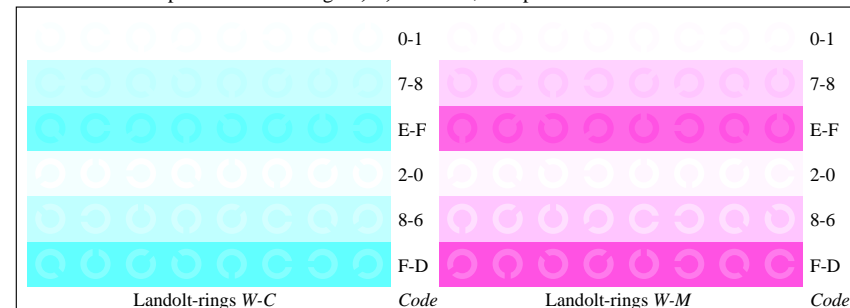 0-1 0-1
7-8 7-8
E-F E-F
2-0 2-0
8-6 8-6
F-D F-D
Landolt-rings W-C Code Landolt-rings W-M Code